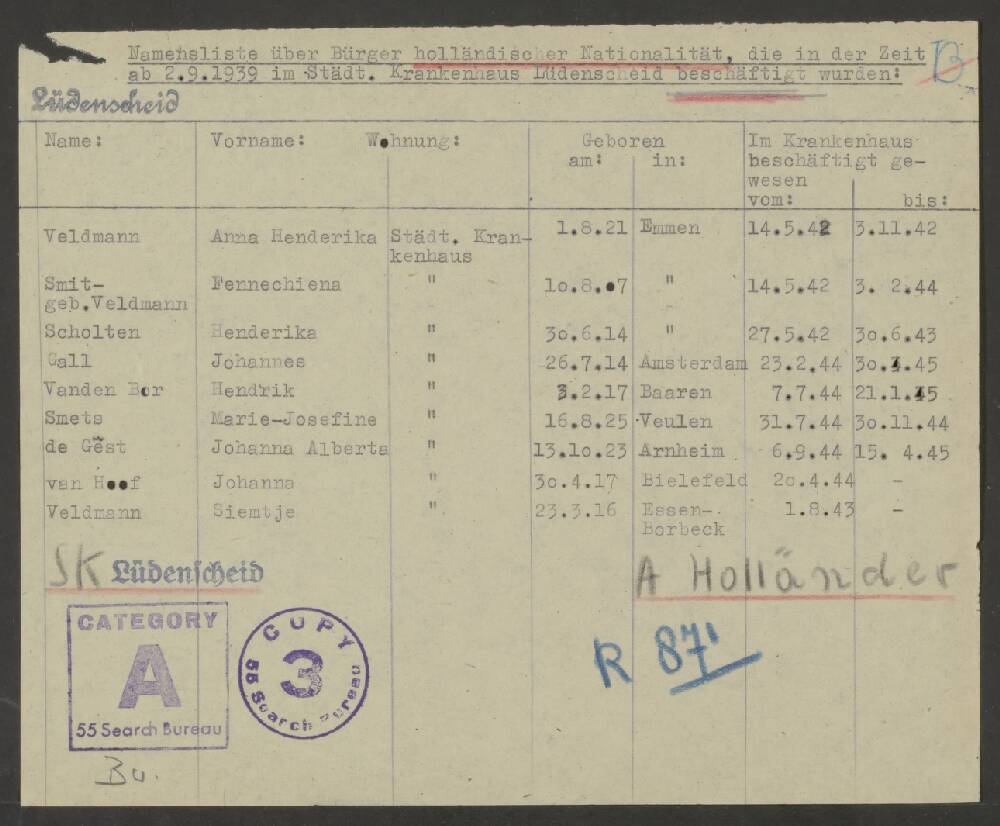 Namensliste über Bürger holländischer Nationalität, die in der Zeit
ab 2.9.1939 im Städt. Krankenhaus Lüdenscheid beschäftigt wurden:
B
Lüdenscheid
Name: Vorname: Wohnung: Geboren Im Krankenhaus
am: in: beschäftigt ge-
wesen
vom: bis:
Veldmann Anna Henderika Städt. Kran- 1.8.21 Emmen 14.5.42 3.11.42
kenhaus
Smit- Fennechiena " 10.8.07 " 14.5.42 3. 2.44
geb.Veldmann
Scholten Henderika " 30.6.14 " 27.5.42 30.6.43
Gall Johannes " 26.7.14 Amsterdam 23.2.44 30. .45
Vanden Bor Hendrik " 3.2.17 Baaren 7.7.44 21.1.45
Smets Marie-Josefine " 16.8.25 Veulen 31.7.44 30.11.44
de Gest Johanna Alberta " 13.10.23 Arnheim 6.9.44 15. 4.45
van Hoof Johanna " 30.4.17 Bielefeld 20.4.44 -
Veldmann Siemtje " 23.3.16 Essen- 1.8.43 -
Borbeck
SK Lüdenscheid
A Holländer
CATEGORY
A
55 Search Bureau
COPY
3
55 Search Bureau
R 87'
Bu.